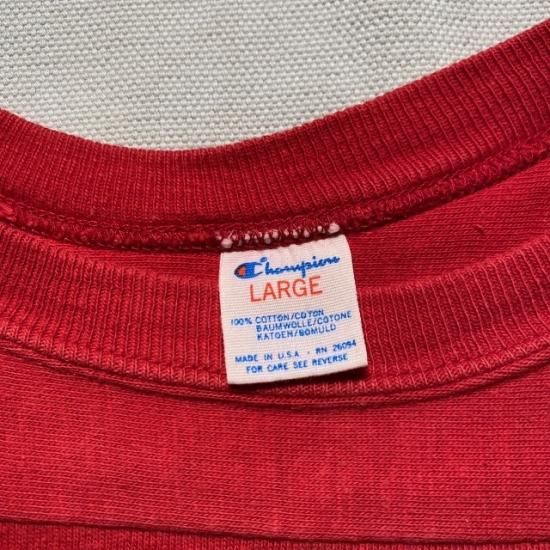 Champion
LARGE
100% COTTON/COTON
BAUMWOLLE/COTONE
KATOEN/BOMULD
MADE IN U.S.A. · RN 26094
FOR CARE SEE REVERSE